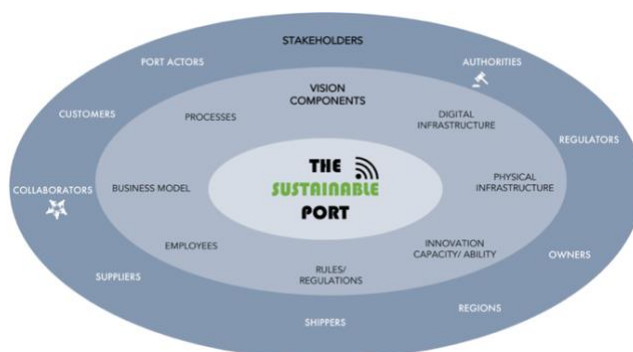 STAKEHOLDERS
PORT ACTORS
AUTHORITIES
VISION
COMPONENTS
CUSTOMERS
PROCESSES
DIGITAL
INFRASTRUCTURE
REGULATORS
THE
SUSTAINABLE
PORT
COLLABORATORS
BUSINESS MODEL
PHYSICAL
INFRASTRUCTURE
EMPLOYEES
INNOVATION
CAPACITY/ ABILITY
OWNERS
RULES/
REGULATIONS
SUPPLIERS
REGIONS
SHIPPERS